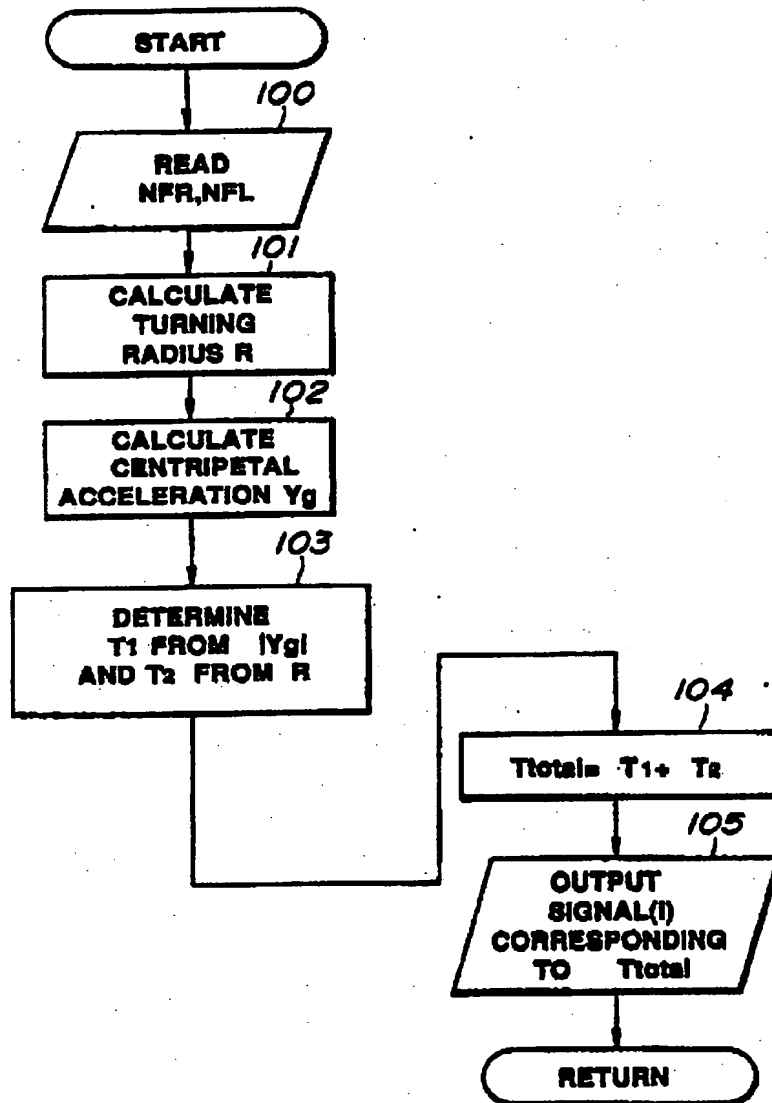 START
100
READ
NFR,NFL
101
CALCULATE
TURNING
RADIUS R
102
CALCULATE
CENTRIPETAL
ACCELERATION Yg
103
DETERMINE
T1 FROM |Yg|
AND T2 FROM R
104
Ttotal= T1+ T2
105
OUTPUT
SIGNAL(i)
CORRESPONDING
TO Ttotal
RETURN